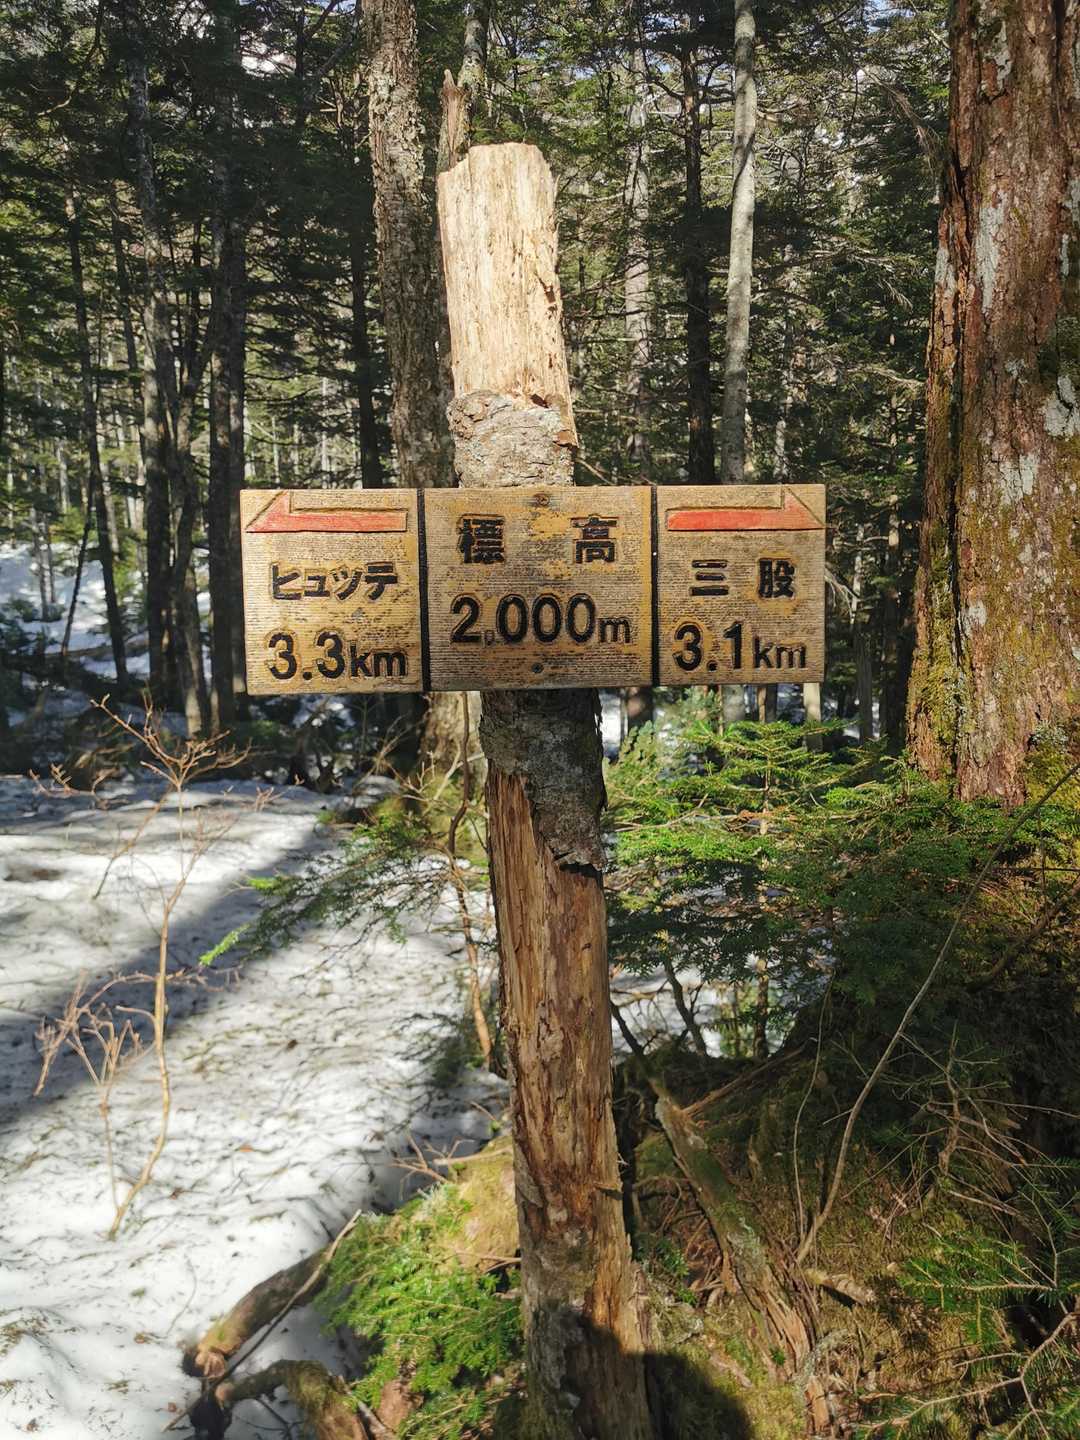 ヒュッテ
3.3km
標高
2,000m
三股
3.1km